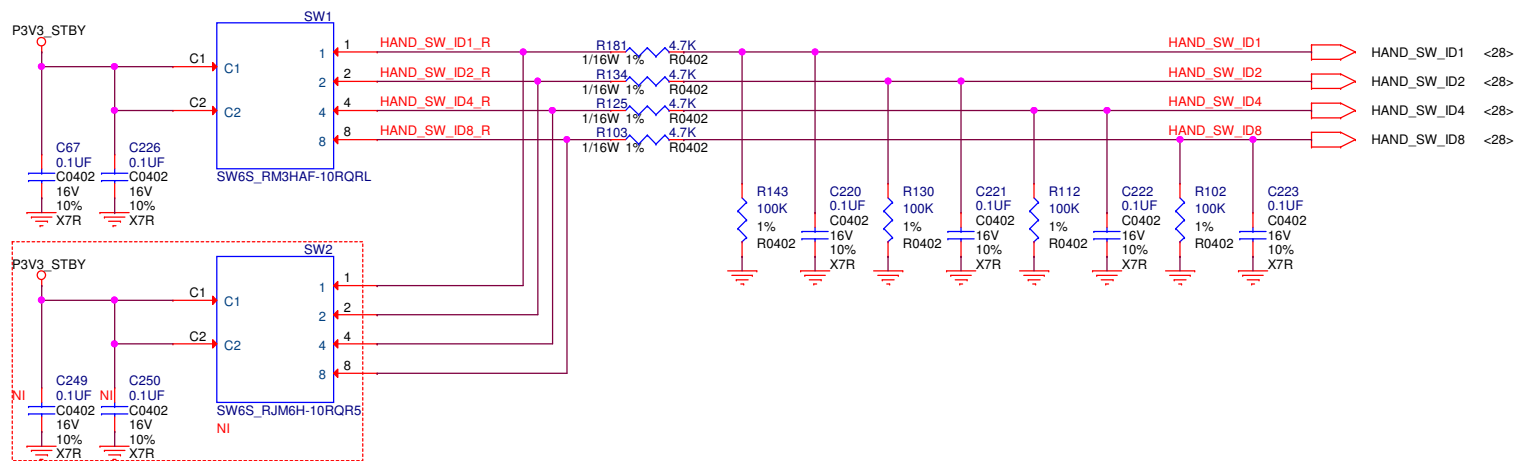 P3V3_STBY
SW1
C1
C1
C2
C2
1
1
2
2
4
4
8
8
SW6S_RM3HAF-10RQRL
HAND_SW_ID1_R
HAND_SW_ID2_R
HAND_SW_ID4_R
HAND_SW_ID8_R
R181
4.7K
1/16W 1%
R0402
R134
4.7K
1/16W 1%
R0402
R125
4.7K
1/16W 1%
R0402
R103
4.7K
1/16W 1%
R0402
HAND_SW_ID1
HAND_SW_ID2
HAND_SW_ID4
HAND_SW_ID8
HAND_SW_ID1 <28>
HAND_SW_ID2 <28>
HAND_SW_ID4 <28>
HAND_SW_ID8 <28>
C67
0.1UF
C0402
16V
10%
X7R
C226
0.1UF
C0402
16V
10%
X7R
R143
100K
1%
R0402
C220
0.1UF
C0402
16V
10%
X7R
R130
100K
1%
R0402
C221
0.1UF
C0402
16V
10%
X7R
R112
100K
1%
R0402
C222
0.1UF
C0402
16V
10%
X7R
R102
100K
1%
R0402
C223
0.1UF
C0402
16V
10%
X7R
P3V3_STBY
SW2
C1
C1
C2
C2
1
1
2
2
4
4
8
8
SW6S_RJM6H-10RQR5
NI
NI
C249
0.1UF
C0402
16V
10%
X7R
NI
C250
0.1UF
C0402
16V
10%
X7R